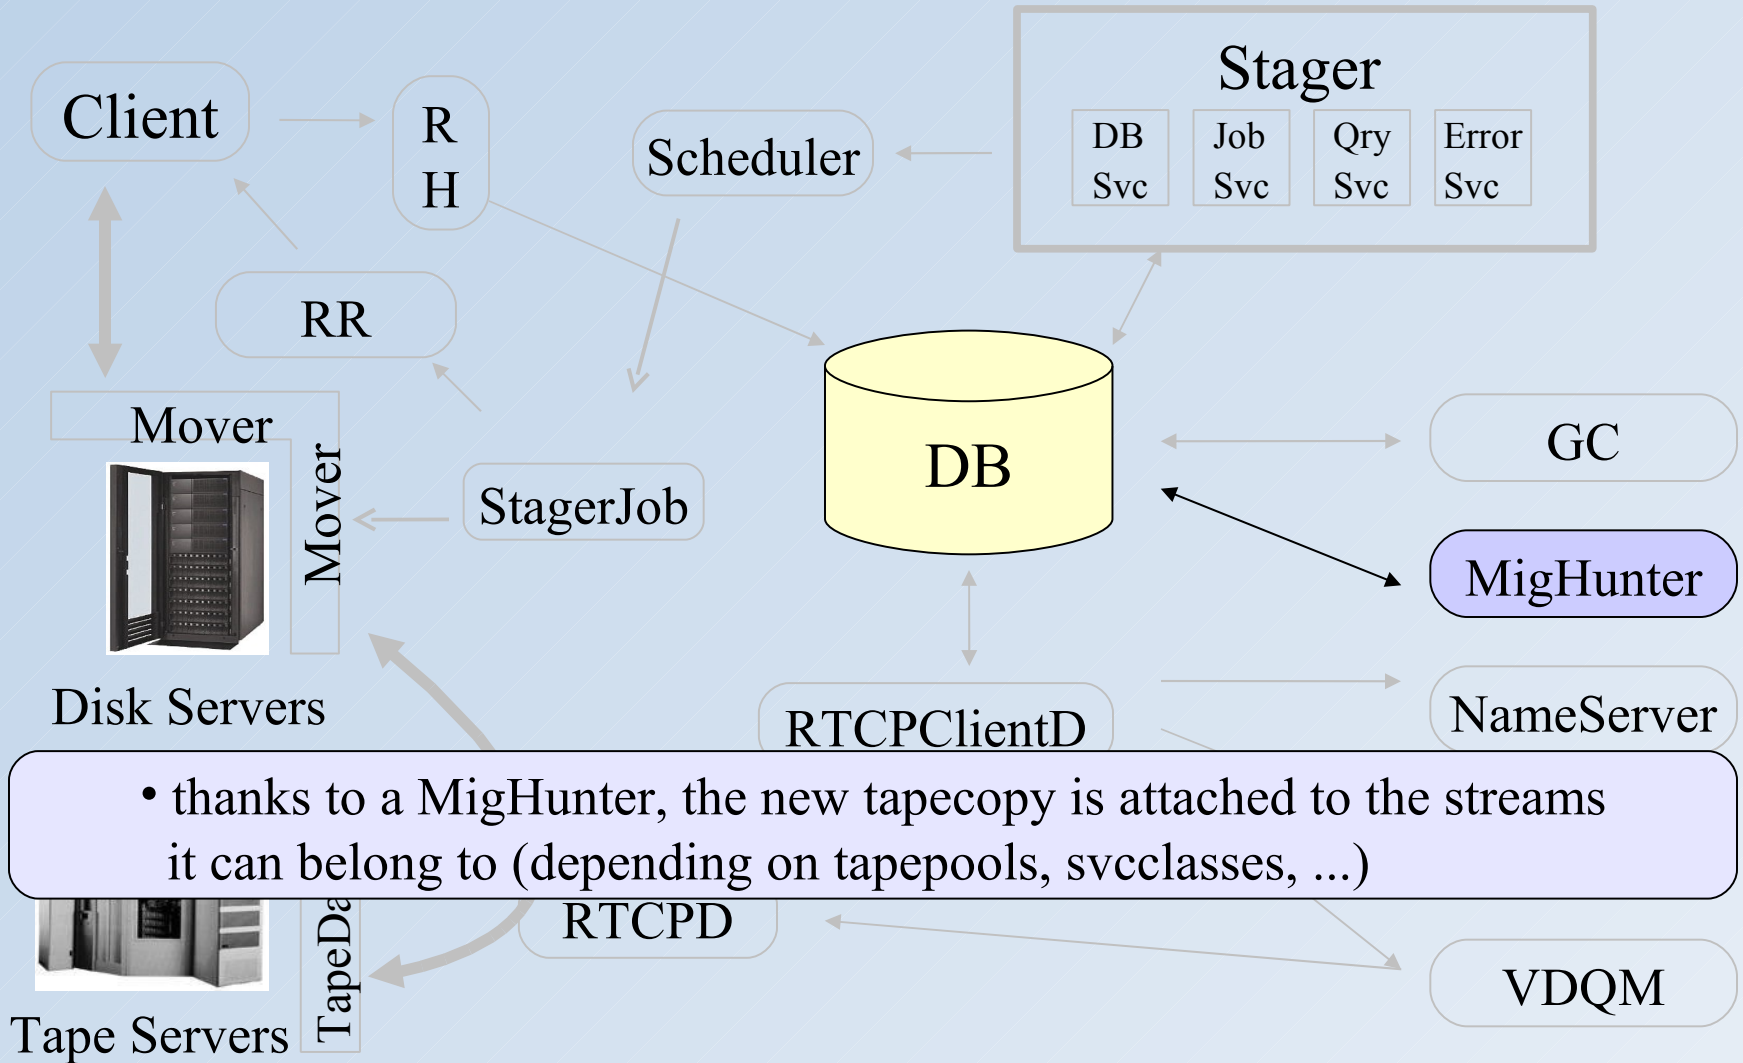 Stager
Client
R
H
Scheduler
DB
Svc
Job
Svc
Qry
Svc
Error
Svc
RR
Mover
Mover
DB
GC
StagerJob
MigHunter
Disk Servers
RTCPClientD
NameServer
• thanks to a MigHunter, the new tapecopy is attached to the streams
it can belong to (depending on tapepools, svcclasses, ...)
RTCPD
VDQM
Tape Servers